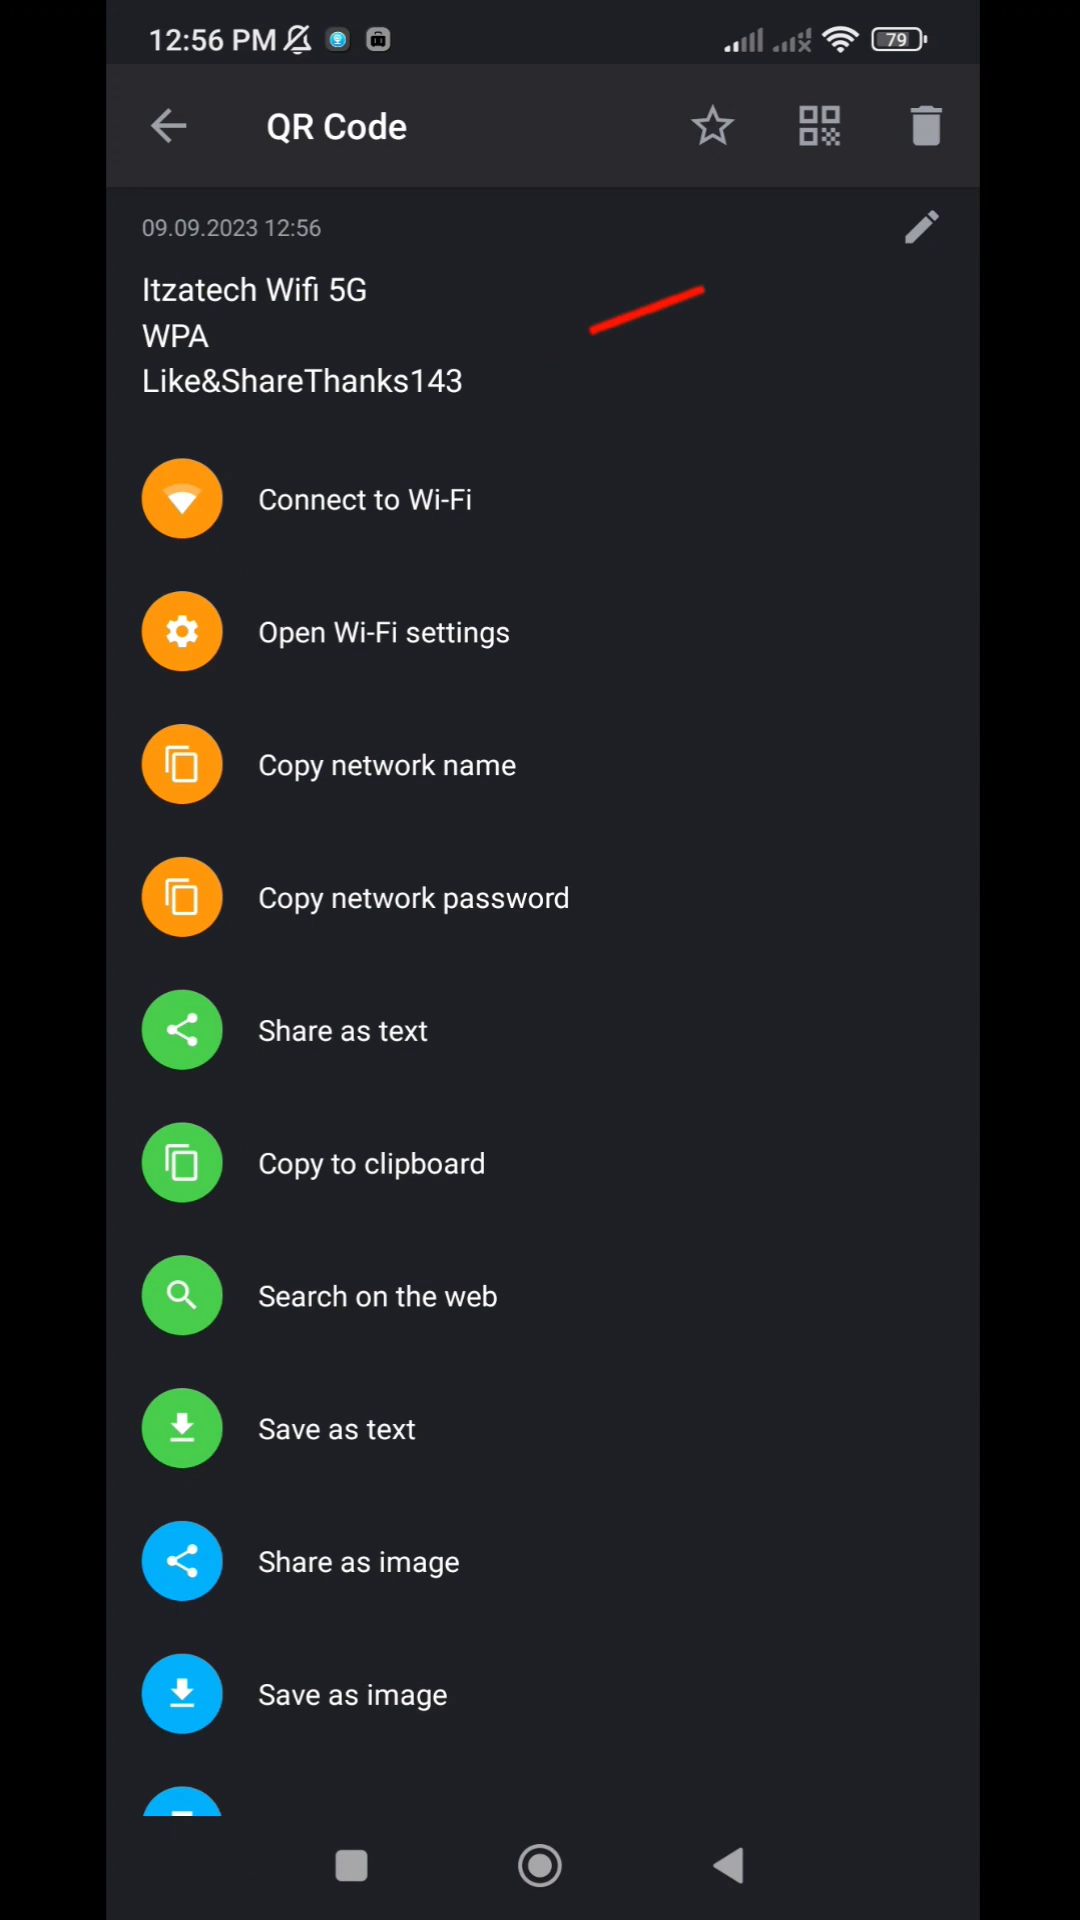 12:56 PM
79
QR Code
09.09.2023 12:56
Itzatech Wifi 5G
WPA
Like&ShareThanks143
Connect to Wi-Fi
Open Wi-Fi settings
Copy network name
Copy network password
Share as text
Copy to clipboard
Search on the web
Save as text
Share as image
Save as image